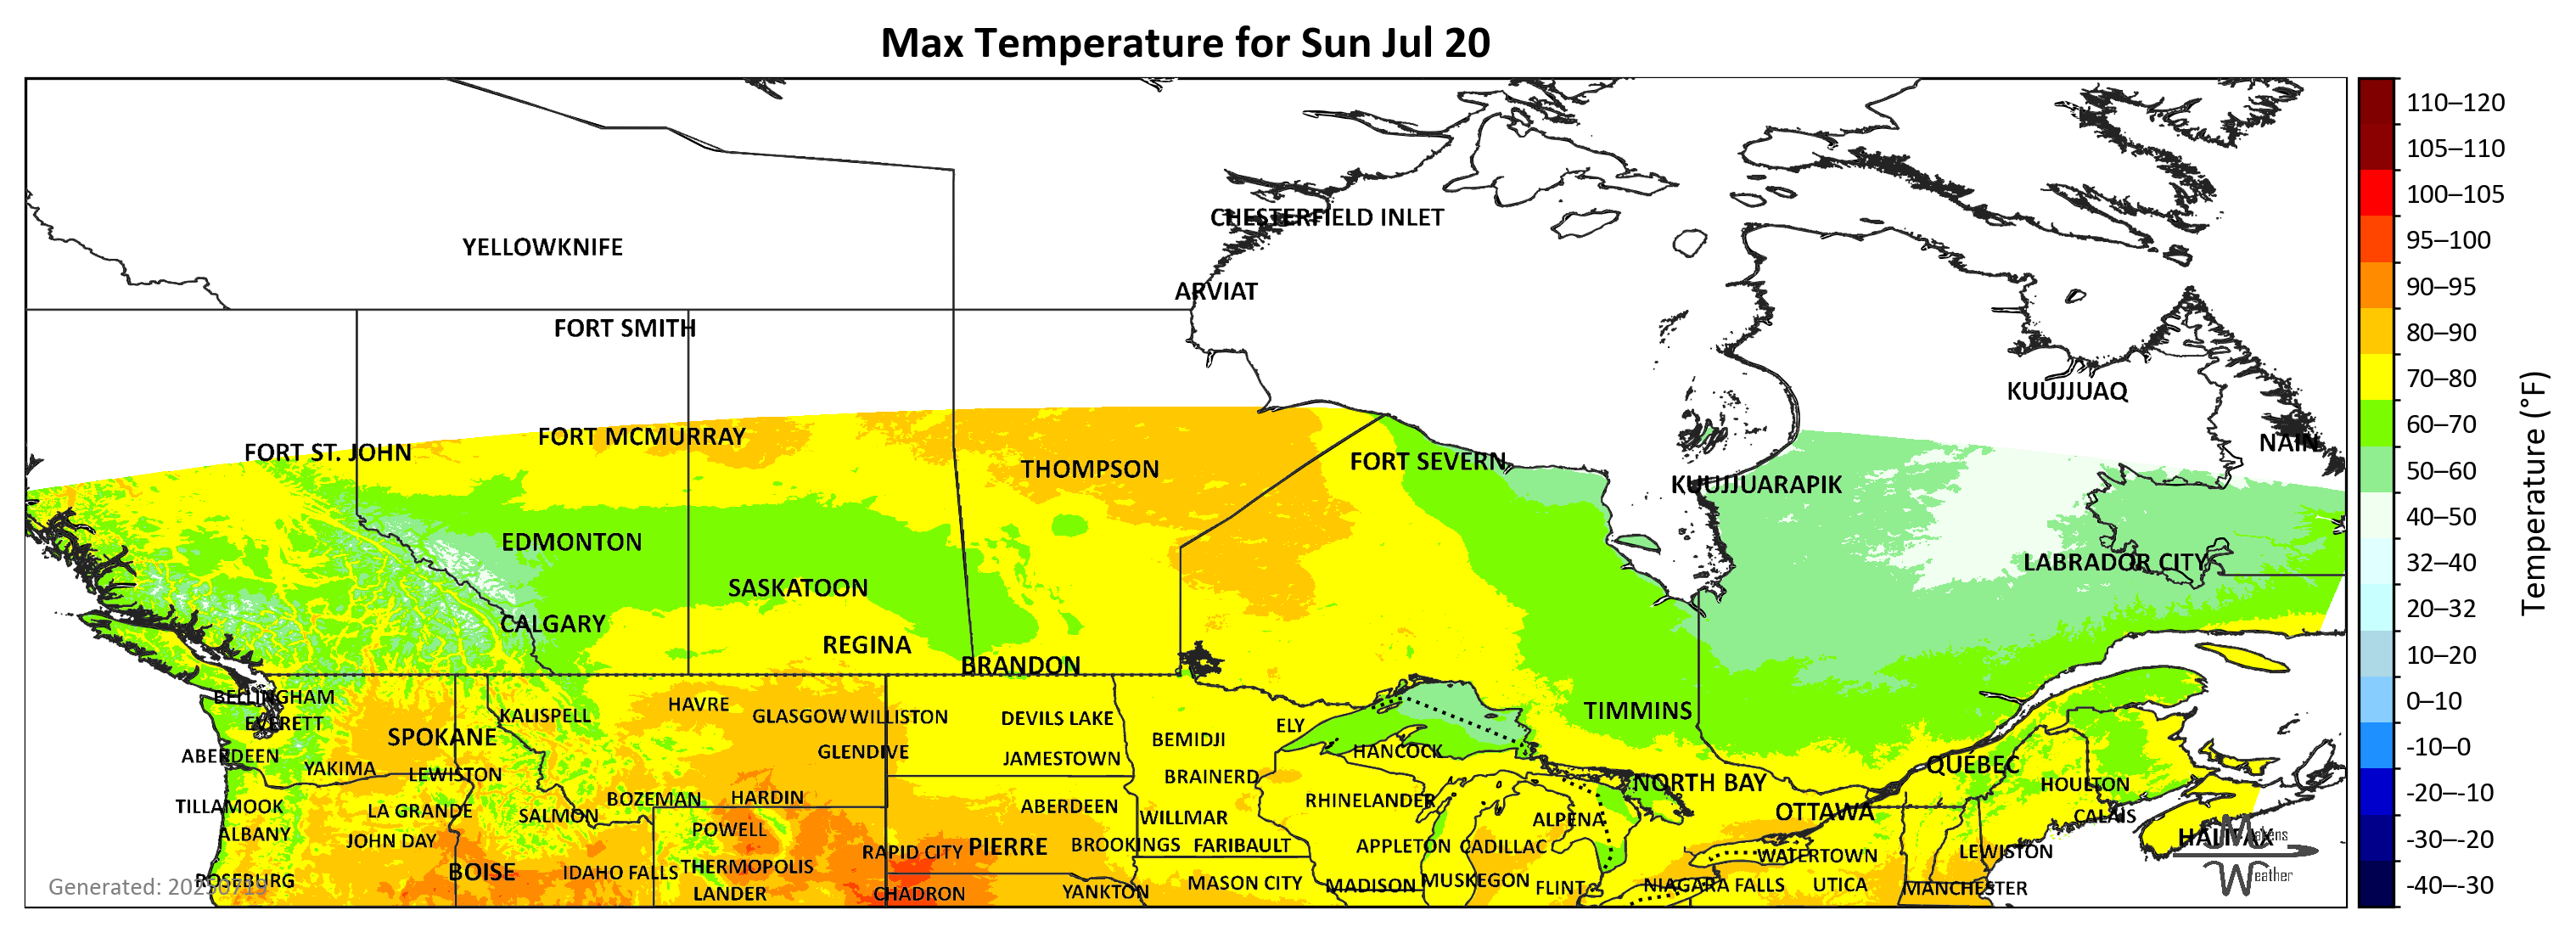 Max Temperature for Sun Jul 20
110–120
105–110
CHESTERFIELD INLET
100–105
YELLOWKNIFE
95–100
ARVIAT
90–95
FORT SMITH
80–90
KUUJJUAQ
70–80
FORT ST. JOHN
FORT MCMURRAY
NAIN
60–70
THOMPSON
FORT SEVERN
KUUJJUARAPIK
50–60
EDMONTON
40–50
LABRADOR CITY
32–40
SASKATOON
20–32
CALGARY
REGINA
BRANDON
10–20
Temperature (°F)
BELLINGHAM
HAVRE
0–10
EVERETT
KALISPELL
GLASGOW
WILLISTON
DEVILS LAKE
ELY
TIMMINS
SPOKANE
BEMIDJI
-10–0
ABERDEEN
GLENDIVE
JAMESTOWN
HANCOCK
QUÉBEC
YAKIMA
LEWISTON
BRAINERD
NORTH BAY
HOULTON
-20–-10
TILLAMOOK
LA GRANDE
SALMON
BOZEMAN
HARDIN
ABERDEEN
WILLMAR
RHINELANDER
ALPENA
OTTAWA
CALAIS
ALBANY
JOHN DAY
POWELL
RAPID CITY
PIERRE
BROOKINGS
FARIBAULT
APPLETON
CADILLAC
WATERTOWN
LEWISTON
HALIFAX
Makens
-30–-20
ROSEBURG
BOISE
IDAHO FALLS
THERMOPOLIS
LANDER
CHADRON
YANKTON
MASON CITY
MADISON
MUSKEGON
FLINT
NIAGARA FALLS
UTICA
MANCHESTER
Weather
-40–-30
Generated: 20250719